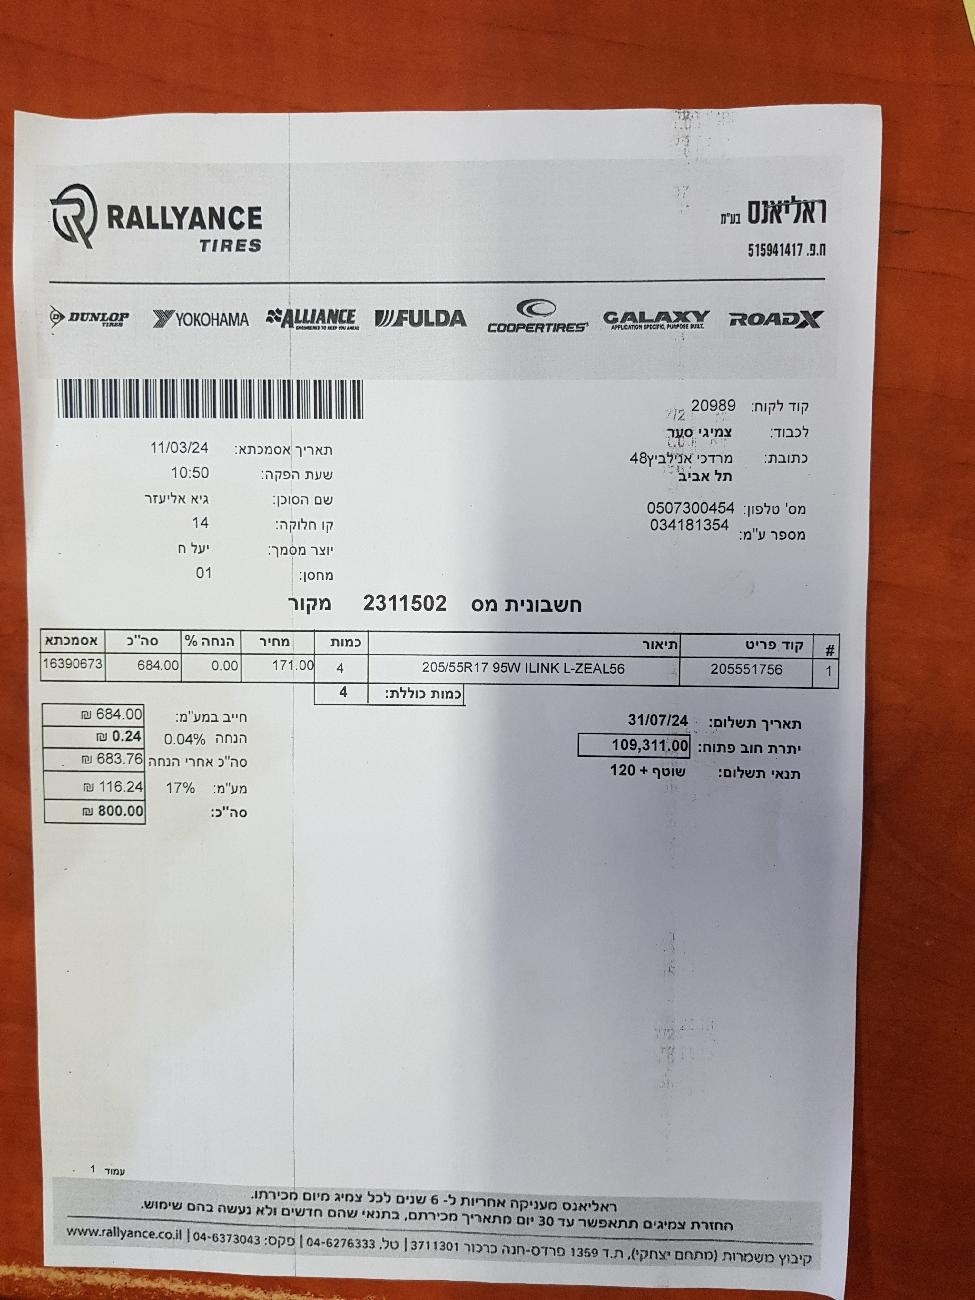 RALLYANCE
TIRES
ראליאנס בע"מ
ח.פ. 515941417
DUNLOP TIRES YOKOHAMA ALLIANCE FULDA COOPERTIRES GALAXY ROADX
APPLICATION SPECIFIC, PURPOSE BUILT.
קוד לקוח: 20989
לכבוד: צמיגי סער
כתובת: מרדכי אנילביץ48
תל אביב
מס' טלפון: 0507300454
מספר ע"מ: 034181354
תאריך אסמכתא: 11/03/24
שעת הפקה: 10:50
שם הסוכן: גיא אליעזר
קו חלוקה: 14
יוצר מסמך: יעל ח
מחסן: 01
חשבונית מס 2311502 מקור
# קוד פריט תיאור כמות מחיר הנחה % סה"כ אסמכתא
1 205551756 205/55R17 95W ILINK L-ZEAL56 4 171.00 0.00 684.00 16390673
כמות כוללת: 4
תאריך תשלום: 31/07/24
יתרת חוב פתוח: 109,311.00
תנאי תשלום: שוטף + 120
חייב במע"מ: 684.00 ₪
הנחה 0.04% 0.24 ₪
סה"כ אחרי הנחה 683.76 ₪
מע"מ: 17% 116.24 ₪
סה"כ: 800.00 ₪
עמוד 1
ראליאנס מעניקה אחריות ל- 6 שנים לכל צמיג מיום מכירתו.
החזרת צמיגים תתאפשר עד 30 יום מתאריך מכירתם, בתנאי שהם חדשים ולא נעשה בהם שימוש.
קיבוץ משמרות (מתחם יצחקי), ת.ד 1359 פרדס-חנה כרכור 3711301 | טל. 04-6276333 | פקס: 04-6373043 | www.rallyance.co.il